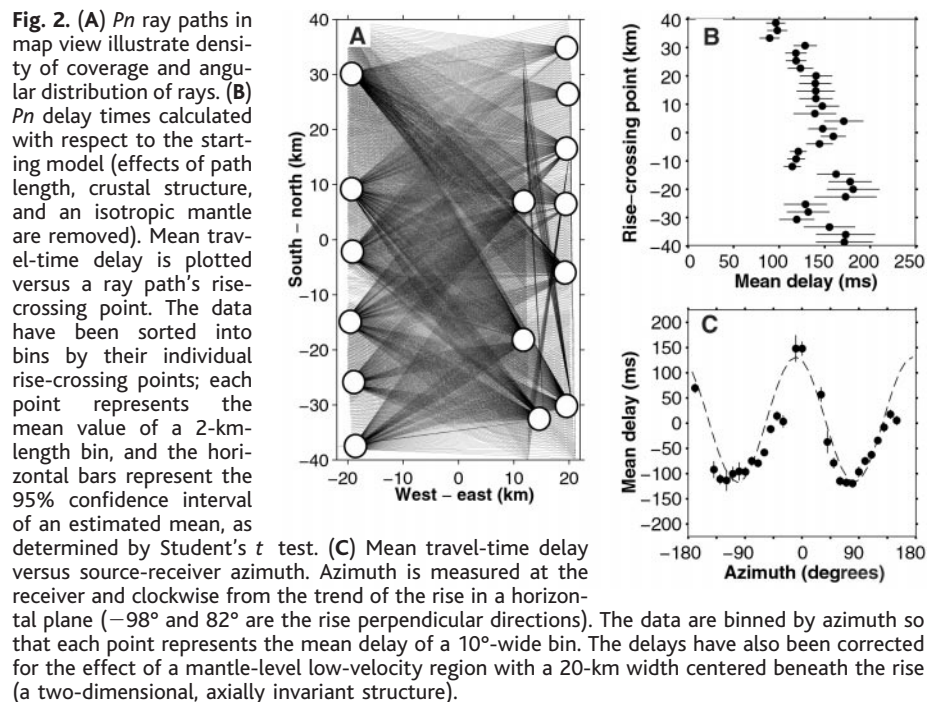 Fig. 2. (A) Pn ray paths in
map view illustrate densi-
ty of coverage and angu-
lar distribution of rays. (B)
Pn delay times calculated
with respect to the start-
ing model (effects of path
length, crustal structure,
and an isotropic mantle
are removed). Mean trav-
el-time delay is plotted
versus a ray path's rise-
crossing point. The data
have been sorted into
bins by their individual
rise-crossing points; each
point represents the
mean value of a 2-km-
length bin, and the hori-
zontal bars represent the
95% confidence interval
of an estimated mean, as
determined by Student's t test. (C) Mean travel-time delay
versus source-receiver azimuth. Azimuth is measured at the
receiver and clockwise from the trend of the rise in a horizon-
tal plane (−98° and 82° are the rise perpendicular directions). The data are binned by azimuth so
that each point represents the mean delay of a 10°-wide bin. The delays have also been corrected
for the effect of a mantle-level low-velocity region with a 20-km width centered beneath the rise
(a two-dimensional, axially invariant structure).
A
South – north (km)
40
30
20
10
0
−10
−20
−30
−40
−20 −10 0 10 20
West – east (km)
B
Rise–crossing point (km)
40
30
20
10
0
−10
−20
−30
−40
0 50 100 150 200 250
Mean delay (ms)
C
Mean delay (ms)
200
150
100
50
0
−50
−100
−150
−200
−180 −90 0 90 180
Azimuth (degrees)